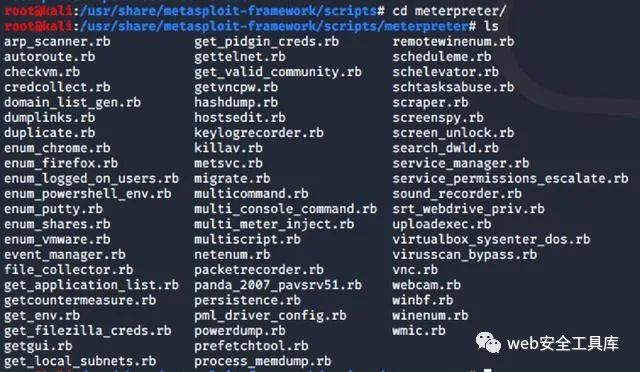 root@kali:/usr/share/metasploit-framework/scripts# cd meterpreter/
root@kali:/usr/share/metasploit-framework/scripts/meterpreter# ls
arp_scanner.rb get_pidgin_creds.rb remotewinenum.rb
autoroute.rb gettelnet.rb scheduleme.rb
checkvm.rb get_valid_community.rb schelevator.rb
credcollect.rb getvncpw.rb schtasksabuse.rb
domain_list_gen.rb hashdump.rb scraper.rb
dumplinks.rb hostsedit.rb screenspy.rb
duplicate.rb keylogrecorder.rb screen_unlock.rb
enum_chrome.rb killav.rb search_dwld.rb
enum_firefox.rb metsvc.rb service_manager.rb
enum_logged_on_users.rb migrate.rb service_permissions_escalate.rb
enum_powershell_env.rb multicommand.rb sound_recorder.rb
enum_putty.rb multi_console_command.rb srt_webdrive_priv.rb
enum_shares.rb multi_meter_inject.rb uploadexec.rb
enum_vmware.rb multiscript.rb virtualbox_sysenter_dos.rb
event_manager.rb netenum.rb virusscan_bypass.rb
file_collector.rb packetrecorder.rb vnc.rb
get_application_list.rb panda_2007_pavsrv51.rb webcam.rb
getcountermeasure.rb persistence.rb winbf.rb
get_env.rb pml_driver_config.rb winenum.rb
get_filezilla_creds.rb powerdump.rb wmic.rb
getgui.rb prefetchtool.rb
get_local_subnets.rb process_memdump.rb
web安全工具库